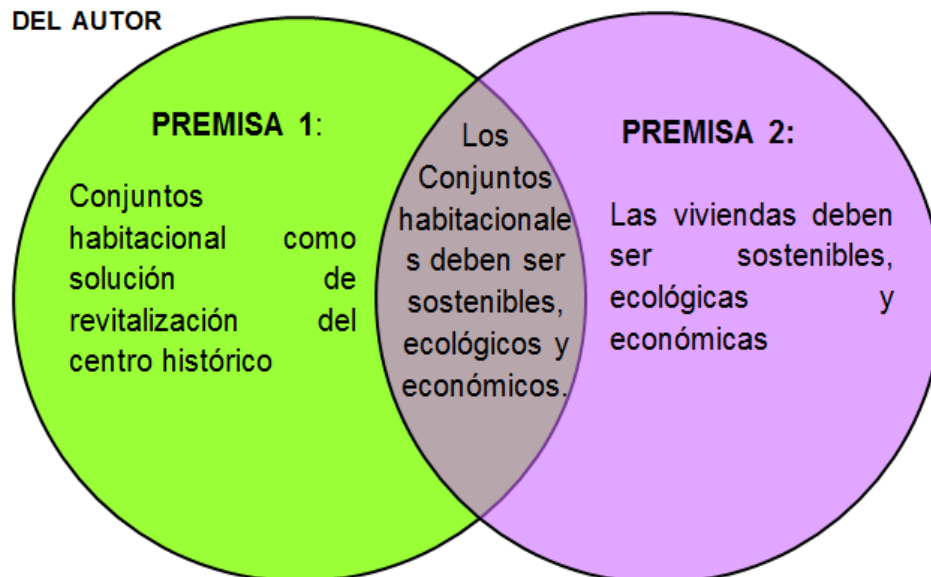 DEL AUTOR
PREMISA 1:
Conjuntos
habitacional como
solución de
revitalización del
centro histórico
Los
Conjuntos
habitacionale
s deben ser
sostenibles,
ecológicos y
económicos.
PREMISA 2:
Las viviendas deben
ser sostenibles,
ecológicas y
económicas